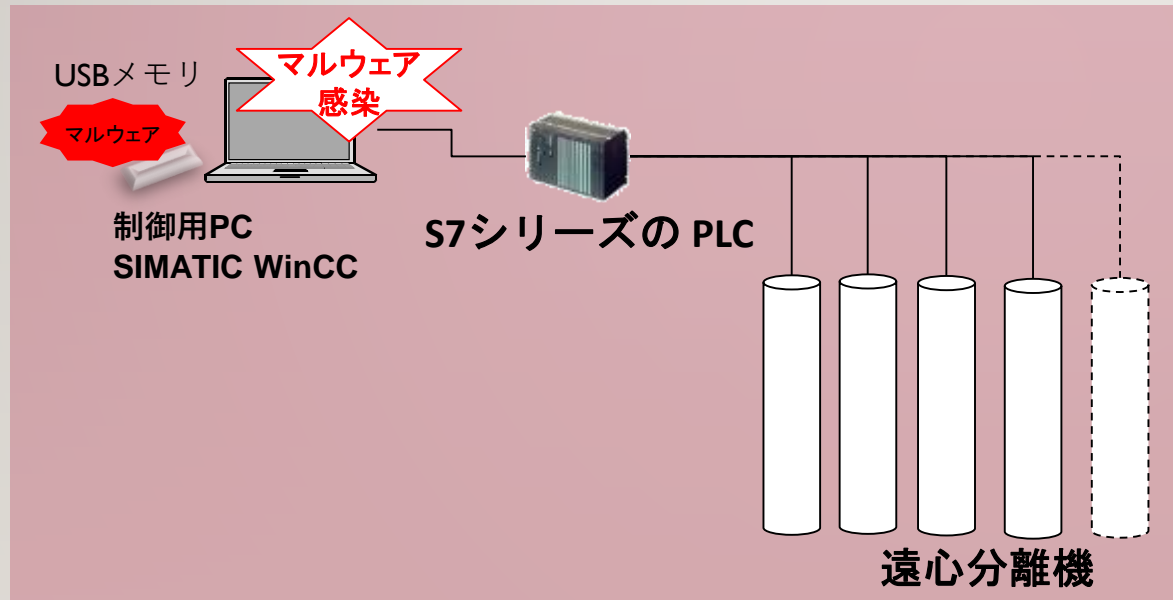 USBメモリ
マルウェア
マルウェア
感染
制御用PC
SIMATIC WinCC
S7シリーズの PLC
遠心分離機